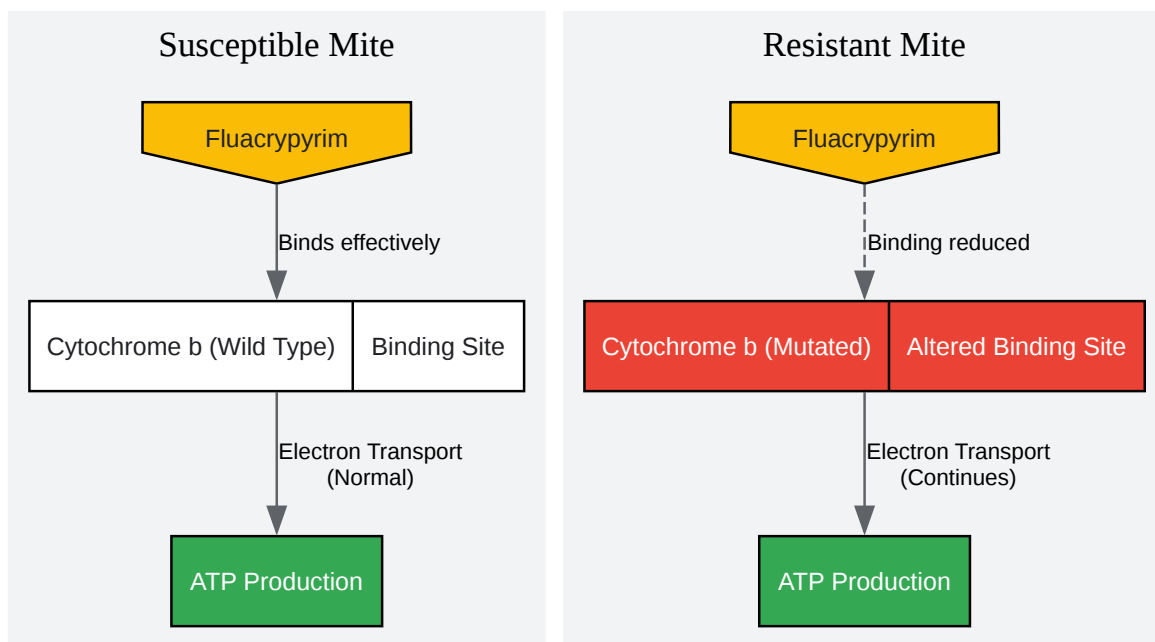 Susceptible Mite
Fluacrypyrim
Binds effectively
Cytochrome b (Wild Type)
Binding Site
Electron Transport
(Normal)
ATP Production
Resistant Mite
Fluacrypyrim
Binding reduced
Cytochrome b (Mutated)
Altered Binding Site
Electron Transport
(Continues)
ATP Production